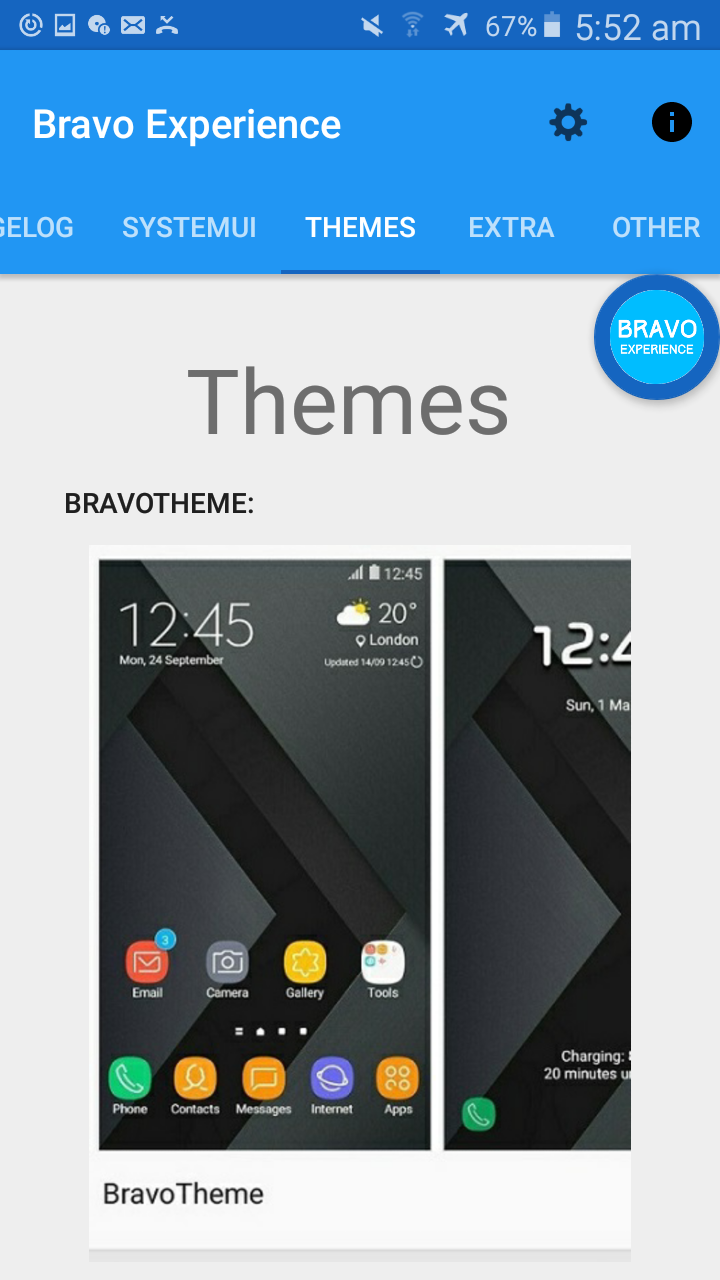 67% 5:52 am
Bravo Experience
GELOG SYSTEMUI THEMES EXTRA OTHER
BRAVO
EXPERIENCE
Themes
BRAVOTHEME:
12:45
12:45
Mon, 24 September
20°
London
Updated 14/09 12:45
12:4
Sun, 1 Ma
3
Email Camera Gallery Tools
Charging:
20 minutes
Phone Contacts Messages Internet Apps
BravoTheme